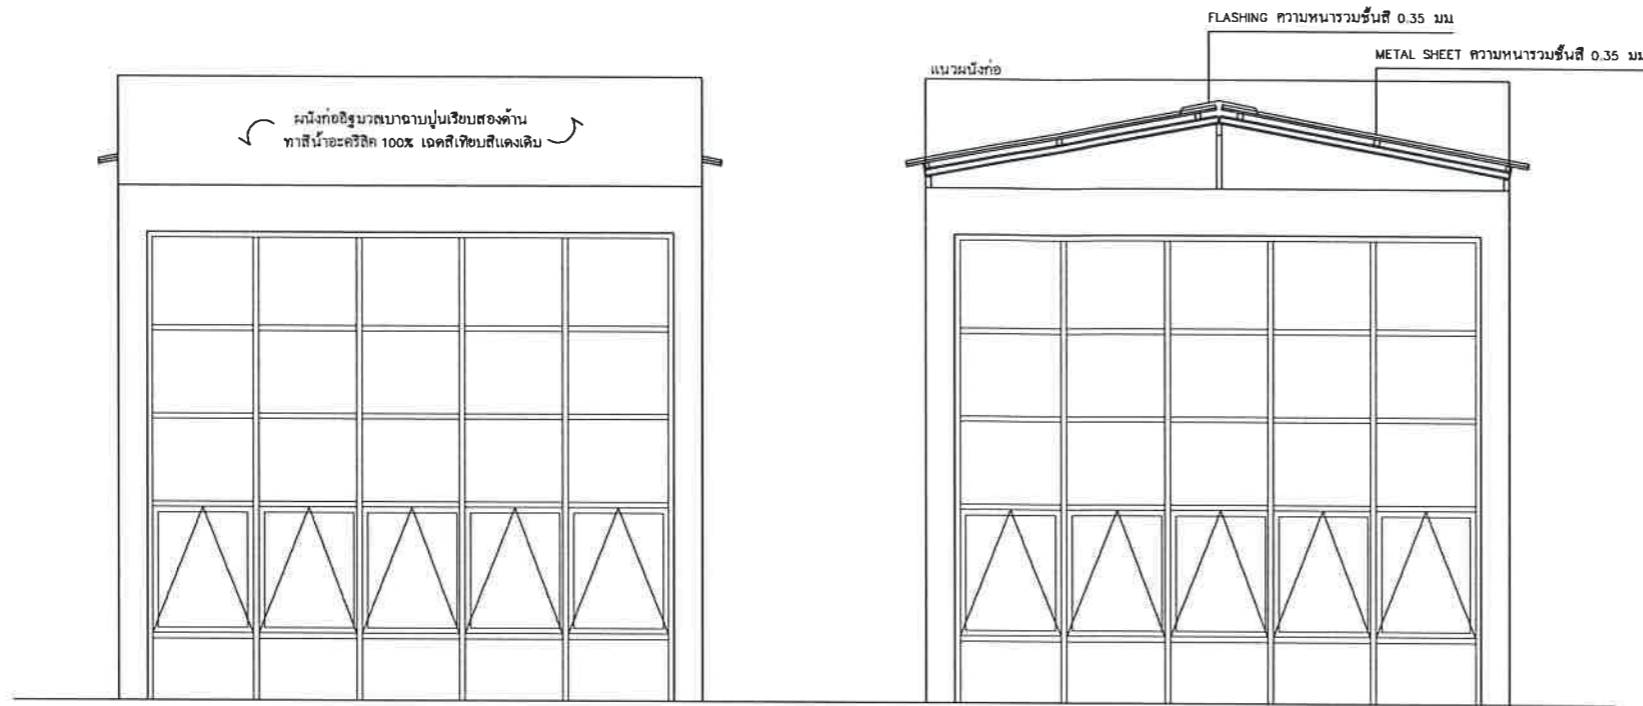 FLASHING ความหนารวมชั้นสี 0.35 มม
METAL SHEET ความหนารวมชั้นสี 0.35 มม
แนวผนังก่อ
ผนังก่ออิฐมวลเบาฉาบปูนเรียบสองด้าน
ทาสีน้ำอะคริลิค 100% เฉดสีเทียบสีแดงเดิม